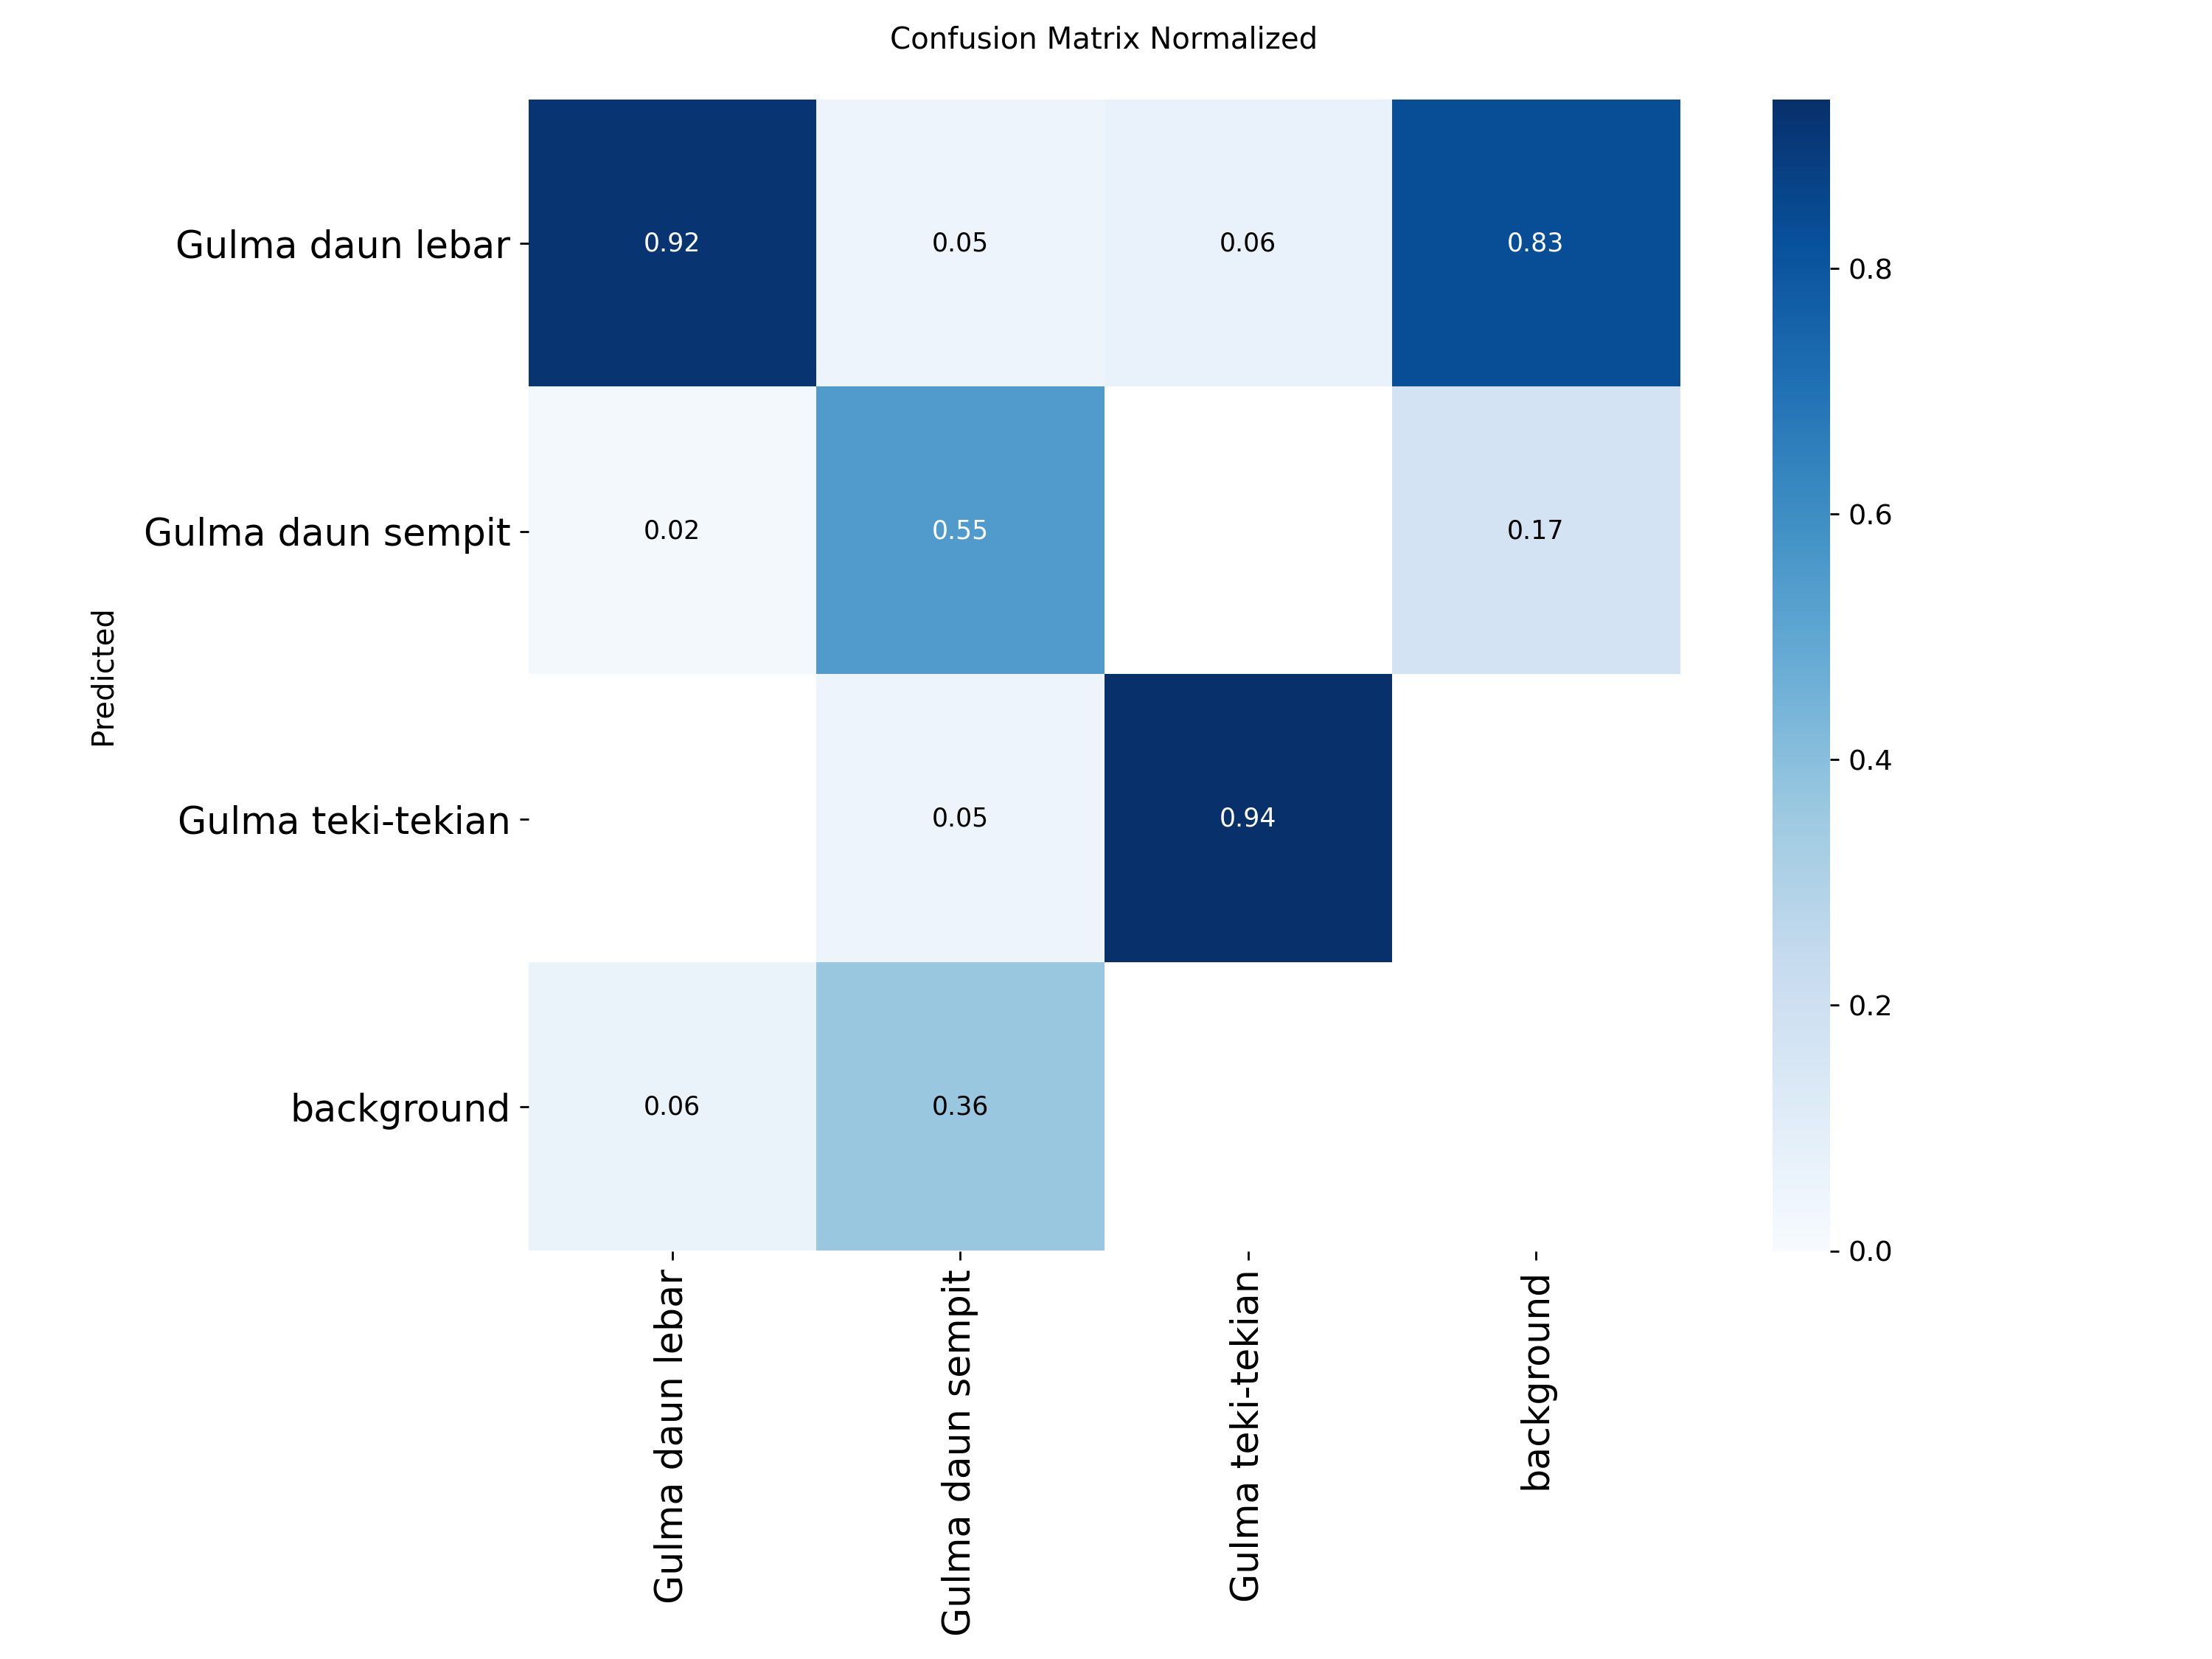 Confusion Matrix Normalized
Predicted
Gulma daun lebar
0.92
0.05
0.06
0.83
Gulma daun sempit
0.02
0.55
0.17
Gulma teki-tekian
0.05
0.94
background
0.06
0.36
Gulma daun lebar
Gulma daun sempit
Gulma teki-tekian
background
0.8
0.6
0.4
0.2
0.0